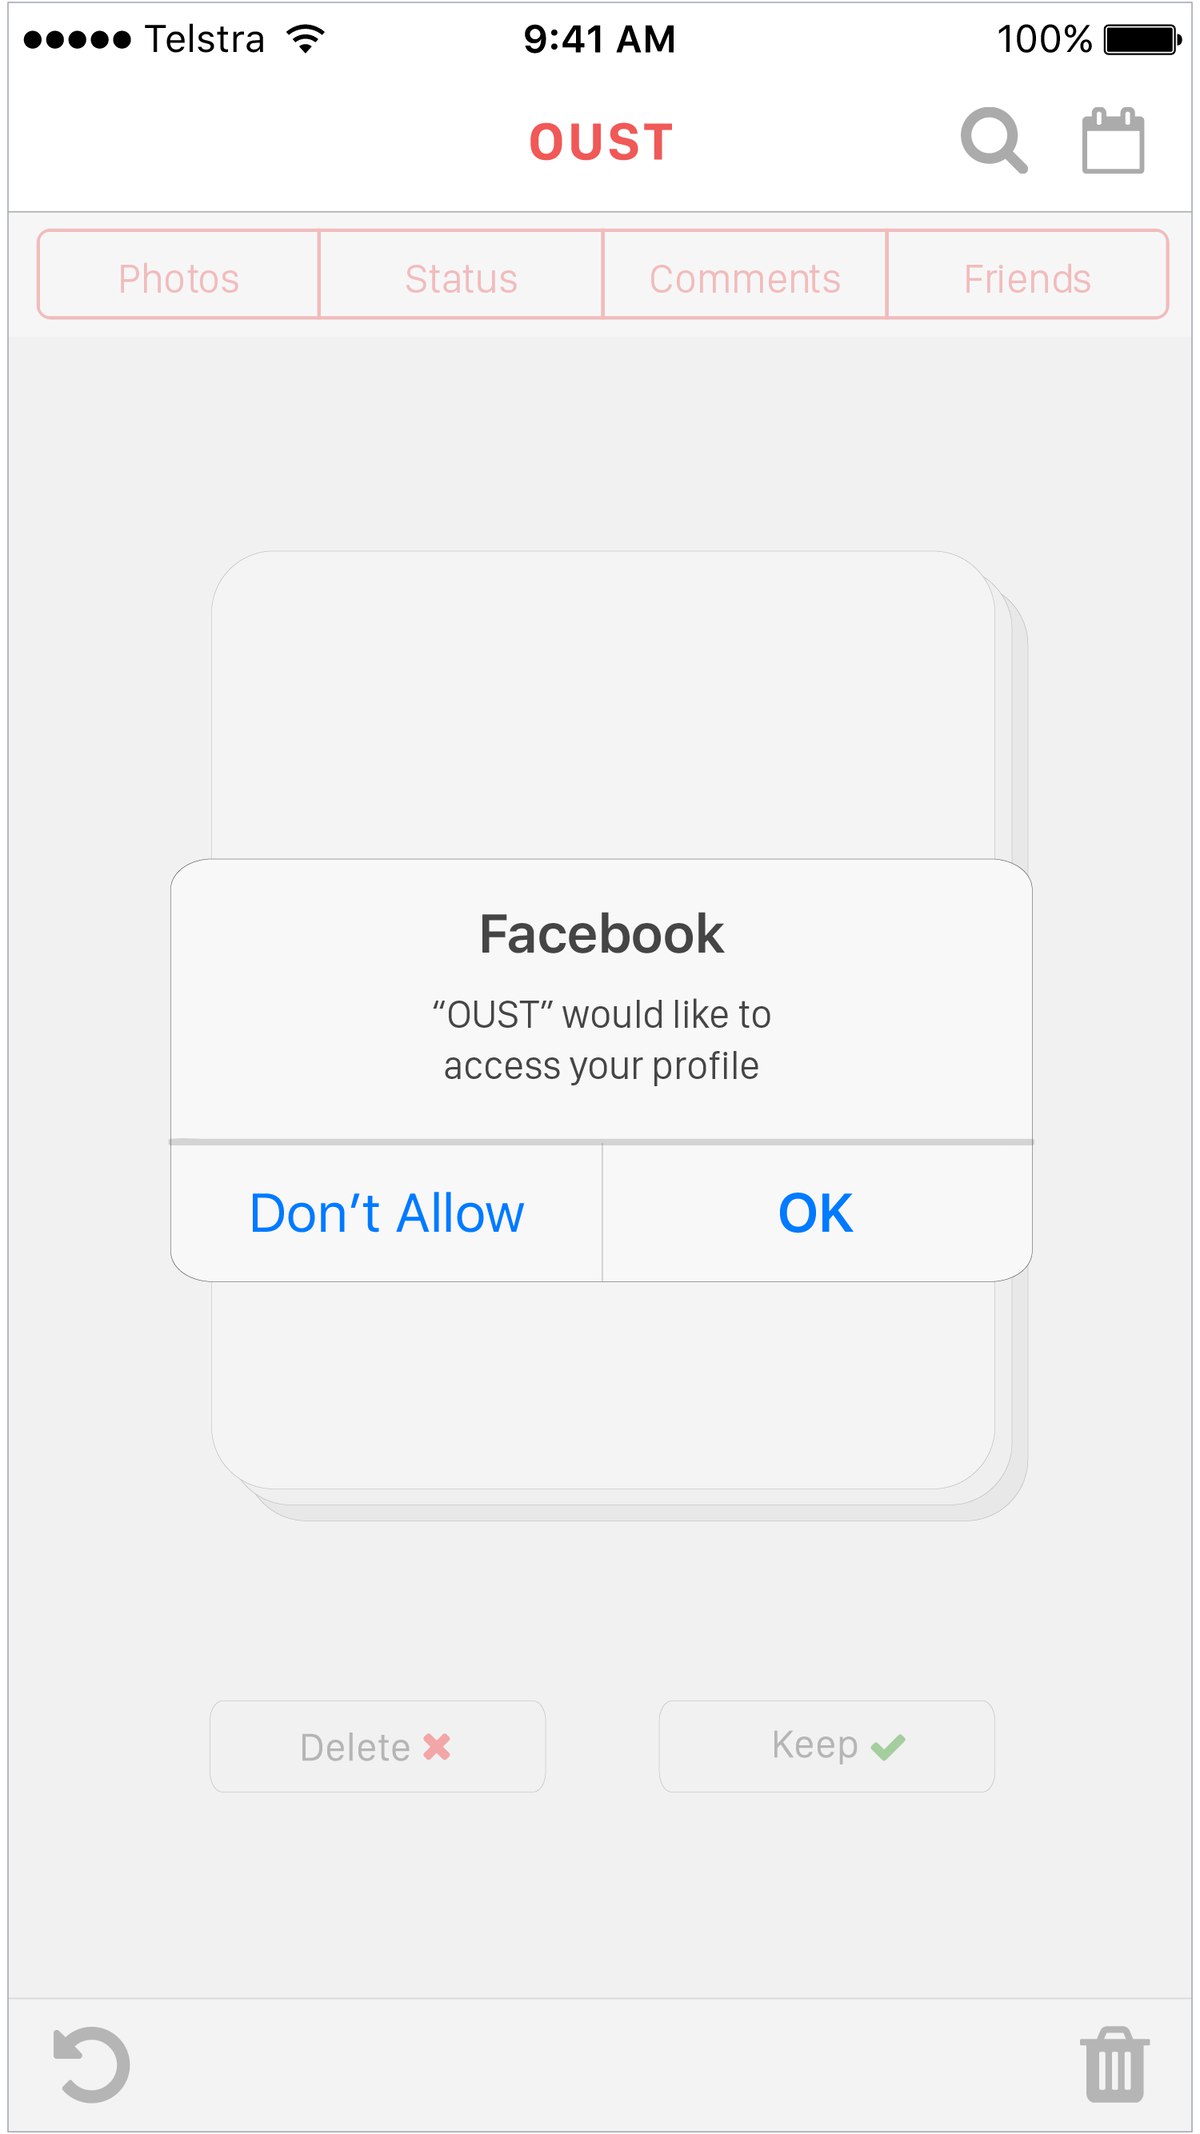 Telstra 9:41 AM 100%
OUST
Photos Status Comments Friends
Facebook
“OUST” would like to
access your profile
Don’t Allow OK
Delete Keep